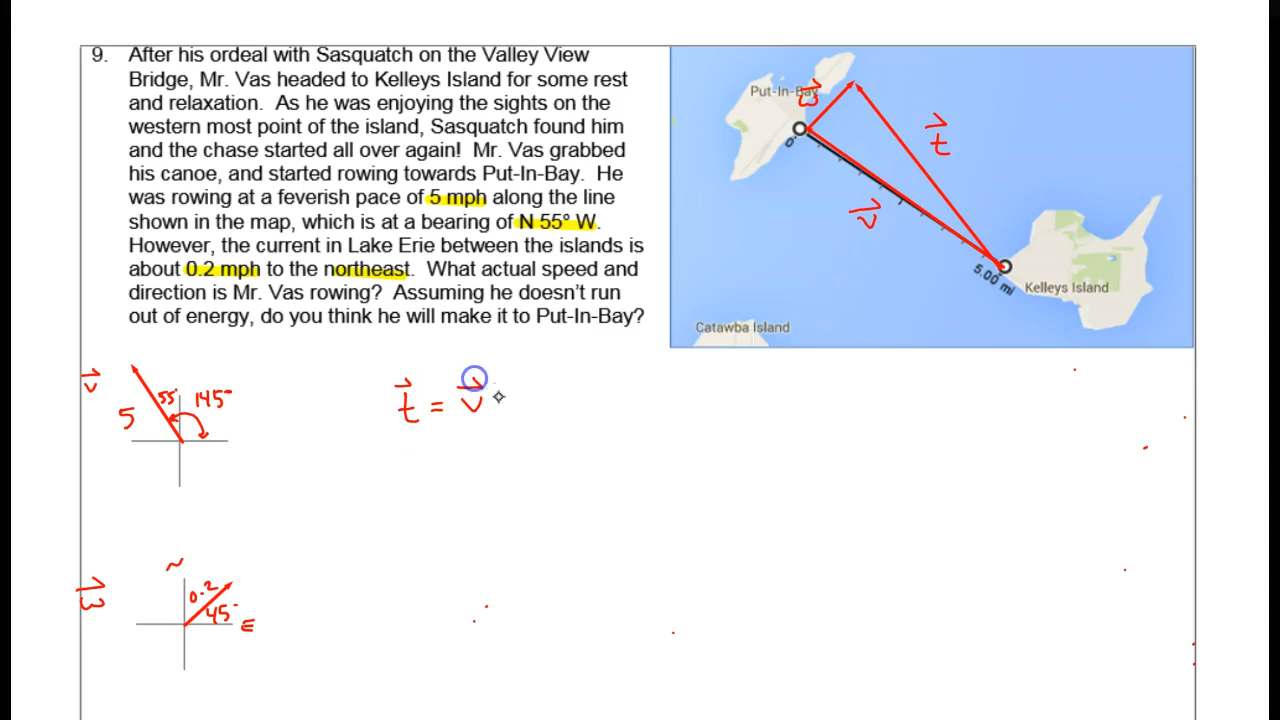 9. After his ordeal with Sasquatch on the Valley View
Bridge, Mr. Vas headed to Kelleys Island for some rest
and relaxation. As he was enjoying the sights on the
western most point of the island, Sasquatch found him
and the chase started all over again! Mr. Vas grabbed
his canoe, and started rowing towards Put-In-Bay. He
was rowing at a feverish pace of 5 mph along the line
shown in the map, which is at a bearing of N 55° W.
However, the current in Lake Erie between the islands is
about 0.2 mph to the northeast. What actual speed and
direction is Mr. Vas rowing? Assuming he doesn't run
out of energy, do you think he will make it to Put-In-Bay?
Put-In-Bay
w
0
t
v
5.00 mi
Kelleys Island
Catawba Island
v
55°
145°
5
t = v
N
w
0.2
45°
E